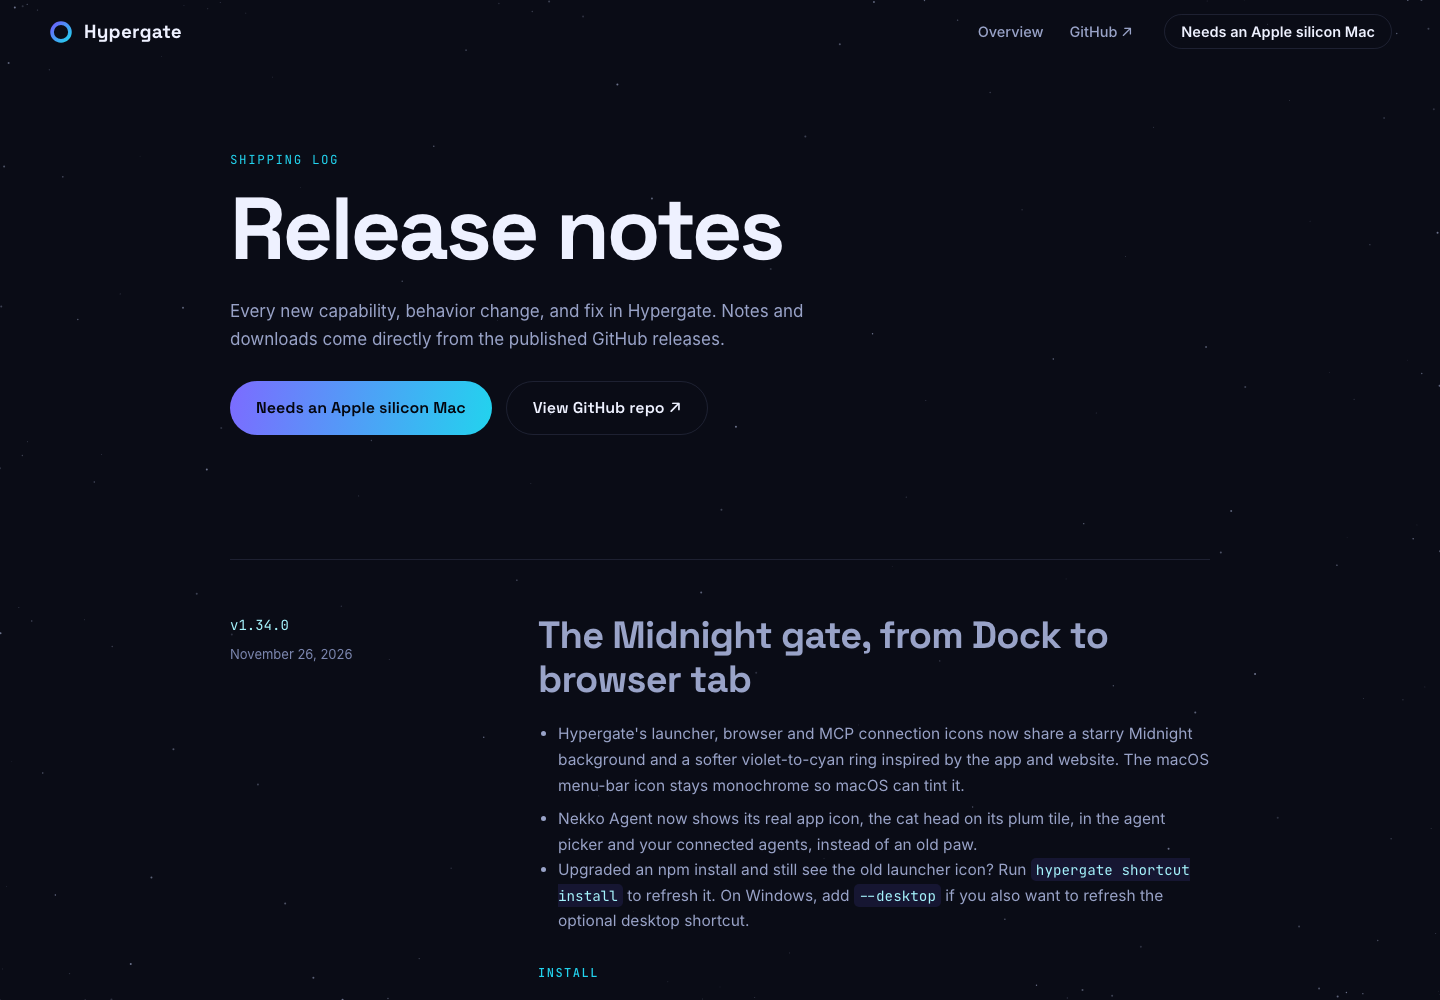 Hypergate
Overview
GitHub ↗
Needs an Apple silicon Mac
SHIPPING LOG
Release notes
Every new capability, behavior change, and fix in Hypergate. Notes and
downloads come directly from the published GitHub releases.
Needs an Apple silicon Mac
View GitHub repo ↗
v1.34.0
November 26, 2026
The Midnight gate, from Dock to
browser tab
• Hypergate's launcher, browser and MCP connection icons now share a starry Midnight
background and a softer violet-to-cyan ring inspired by the app and website. The macOS
menu-bar icon stays monochrome so macOS can tint it.
• Nekko Agent now shows its real app icon, the cat head on its plum tile, in the agent
picker and your connected agents, instead of an old paw.
• Upgraded an npm install and still see the old launcher icon? Run hypergate shortcut
install to refresh it. On Windows, add --desktop if you also want to refresh the
optional desktop shortcut.
INSTALL